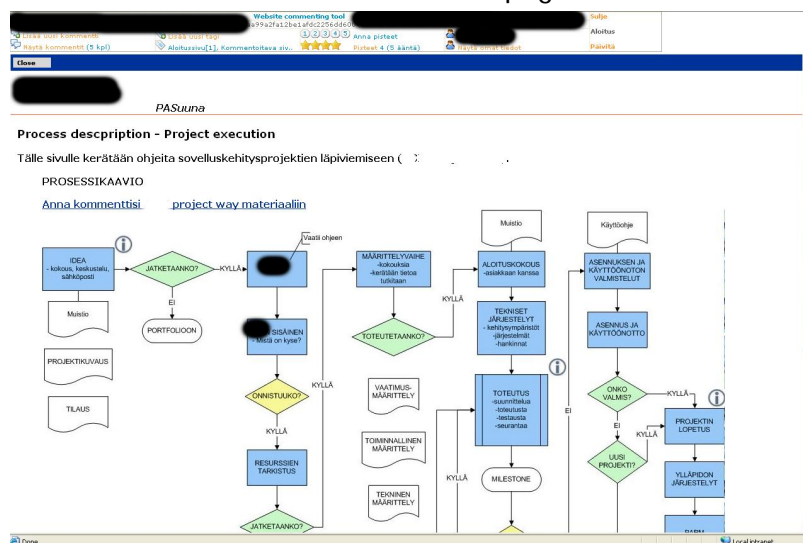 Website commenting tool
Sulje
Lisää uusi kommentti
Lisää uusi tagi
1 2 3 4 5 Anna pisteet
Aloitus
Näytä kommentit (5 kpl)
Aloitussivu[1], Kommentoitava siv..
Pisteet 4 (5 ääntä)
Näytä omat tiedot
Päivitä
Close
PASuuna
Process descpription - Project execution
Tälle sivulle kerätään ohjeita sovelluskehitysprojektien läpiviemiseen (
PROSESSIKAAVIO
Anna kommenttisi
project way materiaaliin
IDEA
- kokous, keskustelu,
sähköposti
Muistio
PROJEKTIKUVAUS
TILAUS
JATKETAANKO?
KYLLÄ
EI
PORTFOLIOON
Vaatii ohjeen
SISÄINEN
- Mistä on kyse?
ONNISTUUKO?
KYLLÄ
RESURSSIEN
TARKISTUS
JATKETAANKO?
KYLLÄ
MÄÄRITTELYVAIHE
-kokouksia
-kerätään tietoa
tutkitaan
TOTEUTETAANKO?
KYLLÄ
VAATIMUS-
MÄÄRITTELY
TOIMINNALLINEN
MÄÄRITTELY
TEKNINEN
MÄÄRITTELY
Muistio
ALOITUSKOKOUS
-asiakkaan kanssa
TEKNISET
JÄRJESTELYT
- kehitysympäristöt
-järjestelmät
-hankinnat
TOTEUTUS
-suunnittelua
-toteutusta
-testausta
-seurantaa
KYLLÄ
MILESTONE
EI
Käyttöohje
ASENNUKSEN JA
KÄYTTÖÖNOTON
VALMISTELUT
ASENNUS JA
KÄYTTÖÖNOTTO
ONKO
VALMIS?
KYLLÄ
EI
UUSI
PROJEKTI?
KYLLÄ
PROJEKTIN
LOPETUS
YLLÄPIDON
JÄRJESTELYT
Done
Local intranet